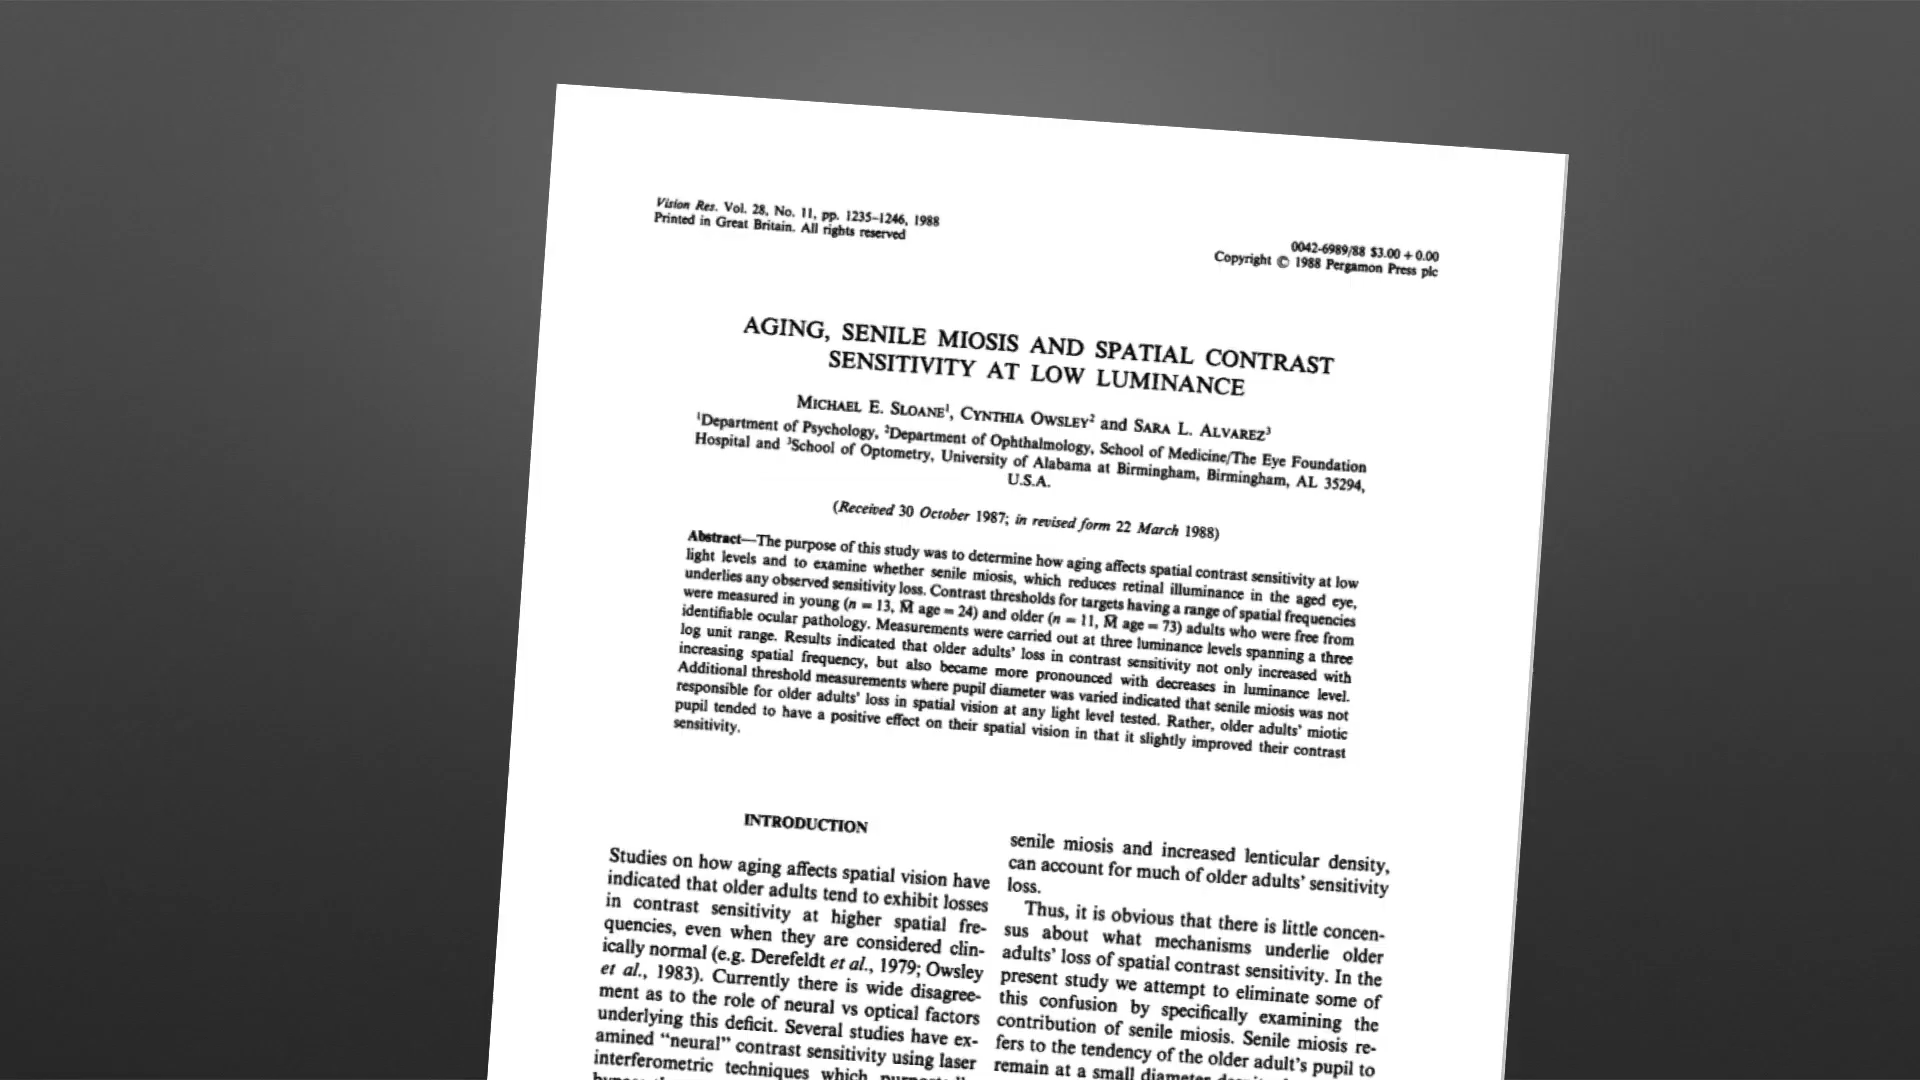 Vision Res. Vol. 28, No. 11, pp. 1235–1246, 1988
Printed in Great Britain. All rights reserved
0042-6989/88 $3.00 + 0.00
Copyright © 1988 Pergamon Press plc
AGING, SENILE MIOSIS AND SPATIAL CONTRAST
SENSITIVITY AT LOW LUMINANCE
MICHAEL E. SLOANE¹, CYNTHIA OWSLEY² and SARA L. ALVAREZ³
¹Department of Psychology, ²Department of Ophthalmology, School of Medicine/The Eye Foundation
Hospital and ³School of Optometry, University of Alabama at Birmingham, Birmingham, AL 35294,
U.S.A.
(Received 30 October 1987; in revised form 22 March 1988)
Abstract—The purpose of this study was to determine how aging affects spatial contrast sensitivity at low
light levels and to examine whether senile miosis, which reduces retinal illuminance in the aged eye,
underlies any observed sensitivity loss. Contrast thresholds for targets having a range of spatial frequencies
were measured in young (n = 13, M̄ age = 24) and older (n = 11, M̄ age = 73) adults who were free from
identifiable ocular pathology. Measurements were carried out at three luminance levels spanning a three
log unit range. Results indicated that older adults' loss in contrast sensitivity not only increased with
increasing spatial frequency, but also became more pronounced with decreases in luminance level.
Additional threshold measurements where pupil diameter was varied indicated that senile miosis was not
responsible for older adults' loss in spatial vision at any light level tested. Rather, older adults' miotic
pupil tended to have a positive effect on their spatial vision in that it slightly improved their contrast
sensitivity.
INTRODUCTION
Studies on how aging affects spatial vision have
indicated that older adults tend to exhibit losses
in contrast sensitivity at higher spatial fre-
quencies, even when they are considered clin-
ically normal (e.g. Derefeldt et al., 1979; Owsley
et al., 1983). Currently there is wide disagree-
ment as to the role of neural vs optical factors
underlying this deficit. Several studies have ex-
amined "neural" contrast sensitivity using laser
interferometric techniques which
senile miosis and increased lenticular density,
can account for much of older adults' sensitivity
loss.
Thus, it is obvious that there is little concen-
sus about what mechanisms underlie older
adults' loss of spatial contrast sensitivity. In the
present study we attempt to eliminate some of
this confusion by specifically examining the
contribution of senile miosis. Senile miosis re-
fers to the tendency of the older adult's pupil to
remain at a small diameter